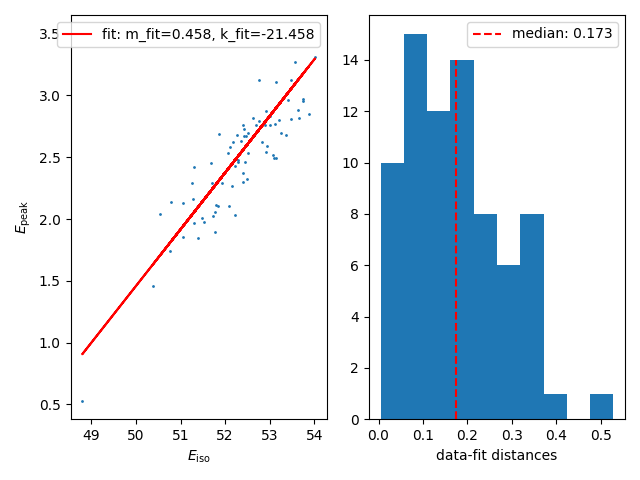 fit: m_fit=0.458, k_fit=-21.458
3.5
3.0
2.5
2.0
1.5
1.0
0.5
E_peak
49 50 51 52 53 54
E_iso
median: 0.173
14
12
10
8
6
4
2
0
0.0 0.1 0.2 0.3 0.4 0.5
data-fit distances